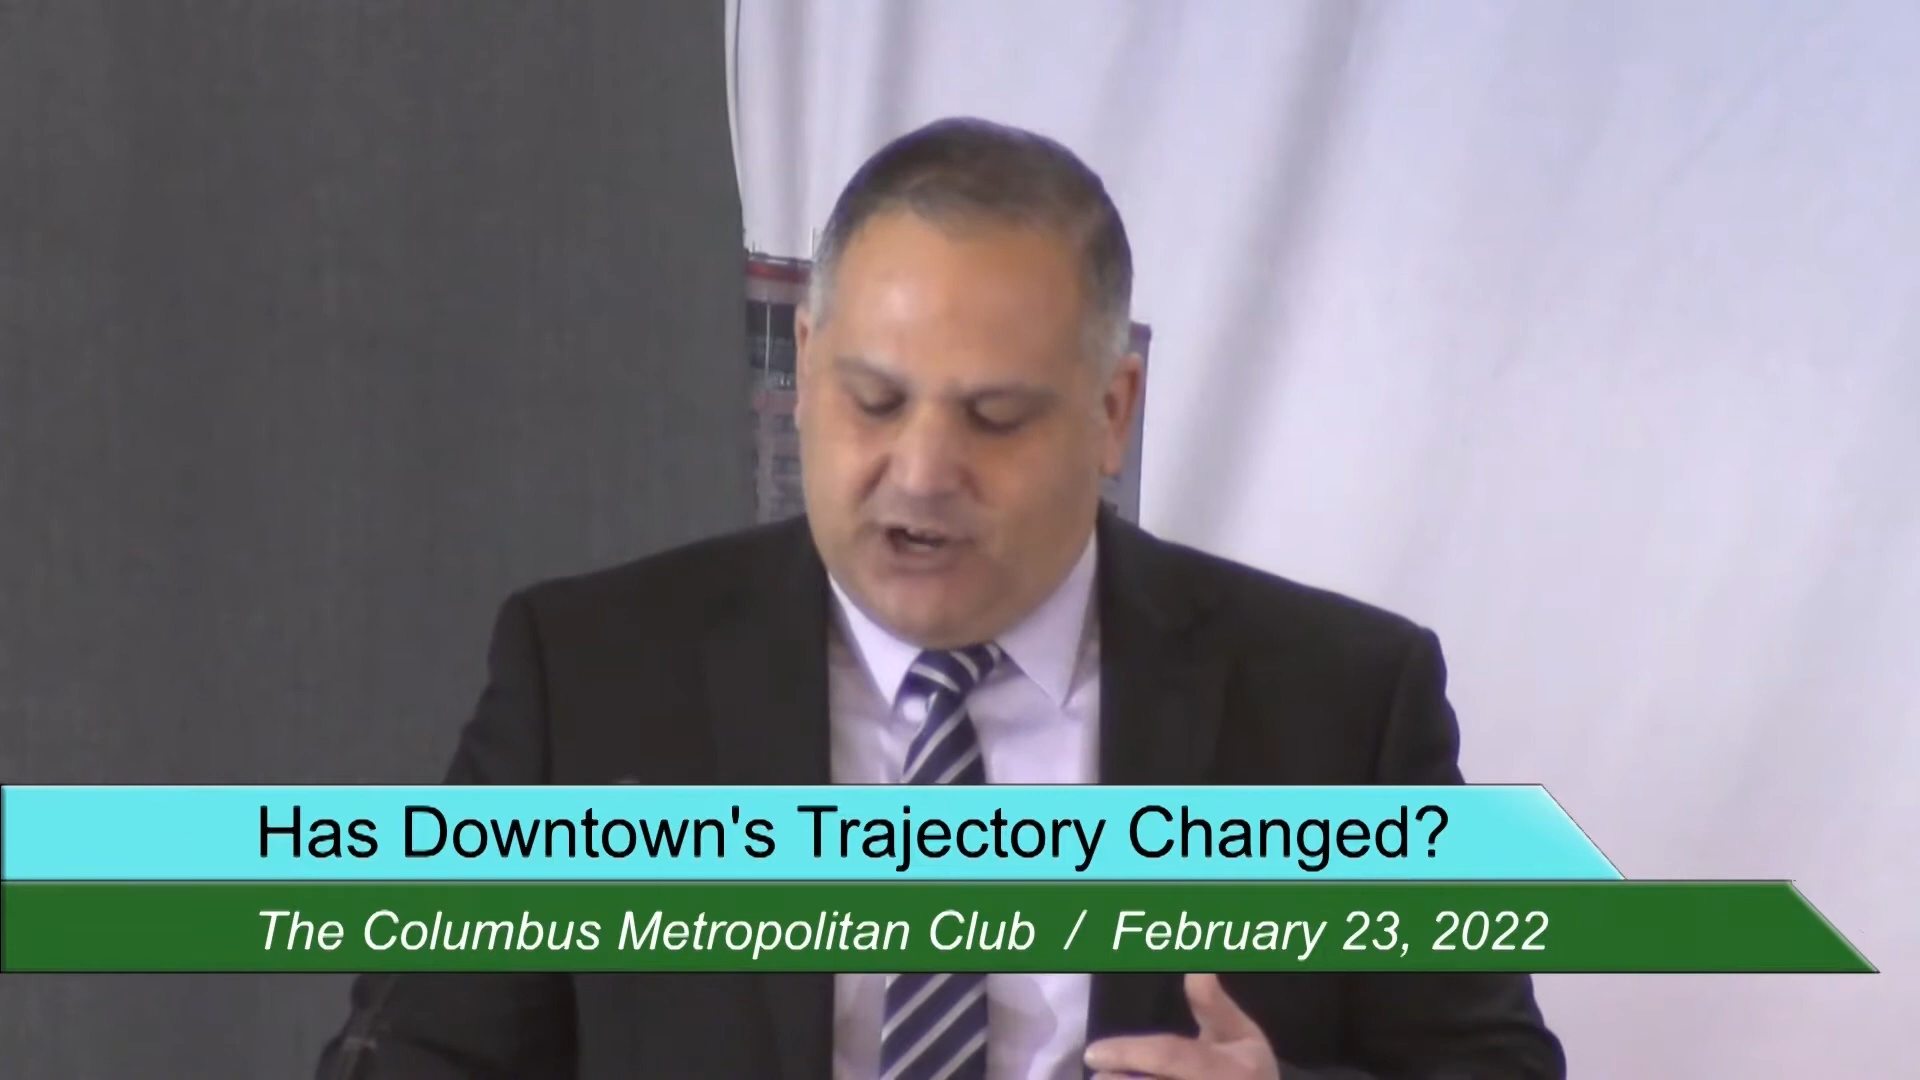 Has Downtown's Trajectory Changed?
The Columbus Metropolitan Club / February 23, 2022